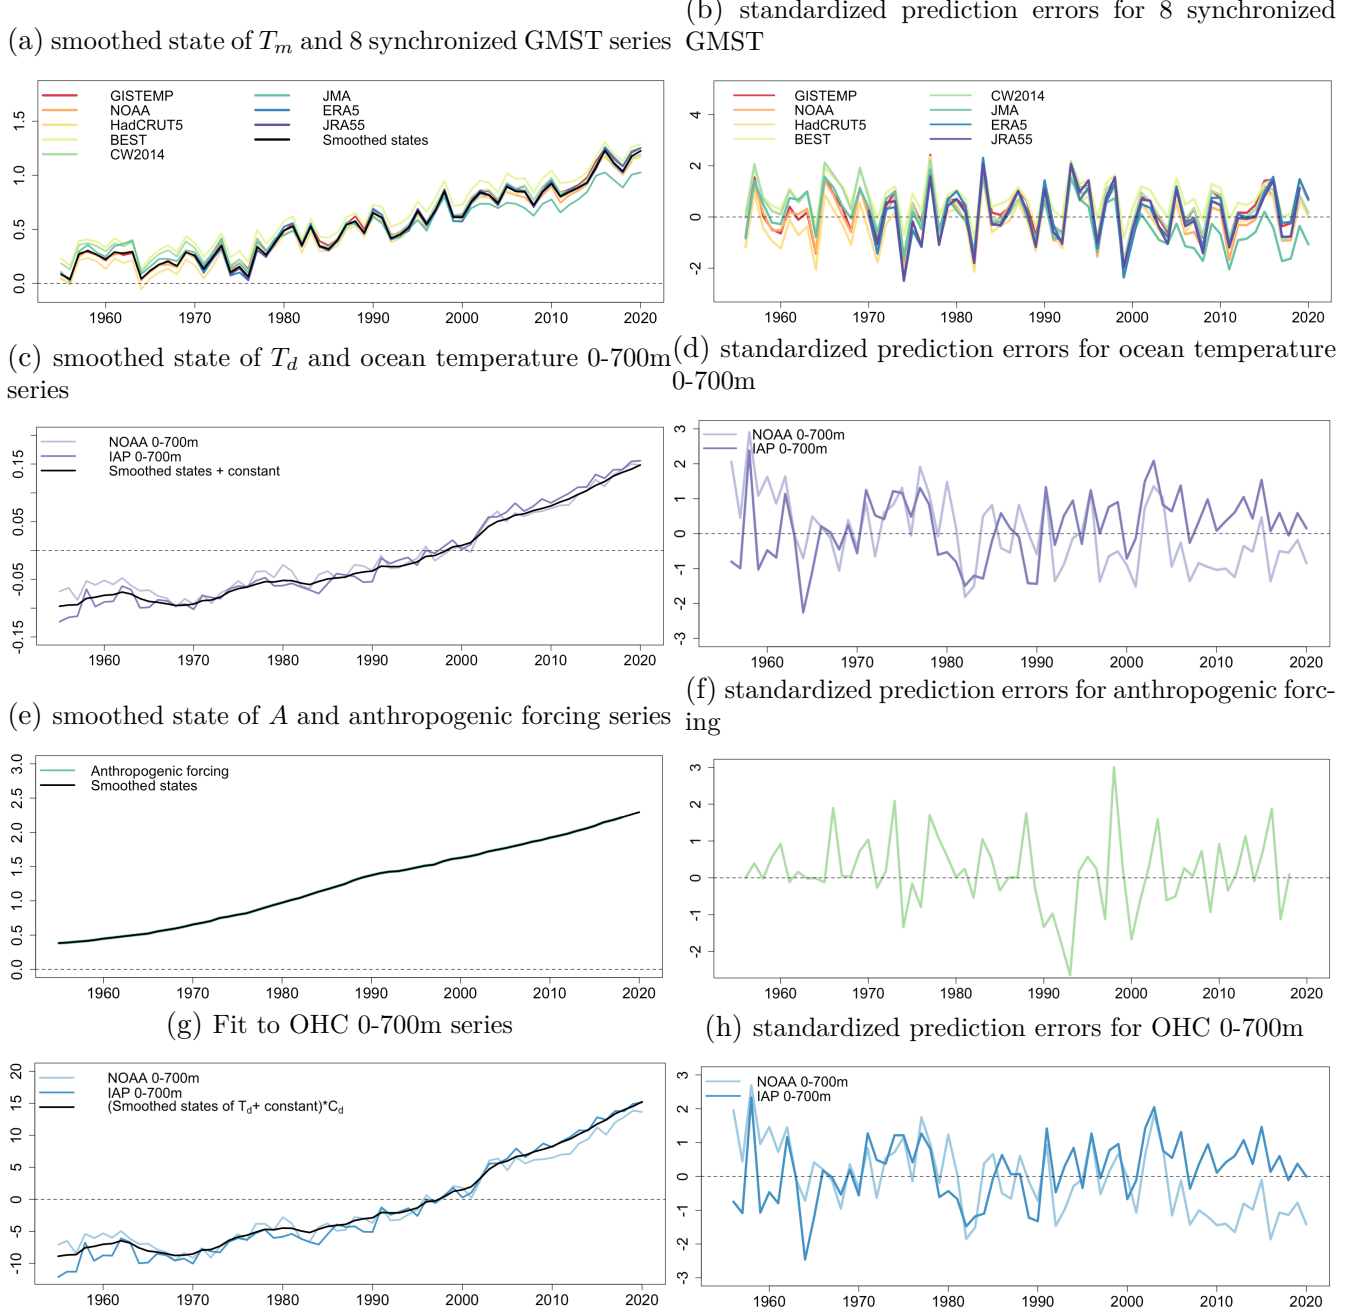 (a) smoothed state of Tm and 8 synchronized GMST series
(b) standardized prediction errors for 8 synchronized
GMST
GISTEMP
NOAA
HadCRUT5
BEST
CW2014
JMA
ERA5
JRA55
Smoothed states
0.0
0.5
1.0
1.5
1960 1970 1980 1990 2000 2010 2020
GISTEMP
NOAA
HadCRUT5
BEST
CW2014
JMA
ERA5
JRA55
-2
0
2
4
1960 1970 1980 1990 2000 2010 2020
(c) smoothed state of Td and ocean temperature 0-700m
series
(d) standardized prediction errors for ocean temperature
0-700m
NOAA 0-700m
IAP 0-700m
Smoothed states + constant
-0.15
-0.05
0.05
0.15
1960 1970 1980 1990 2000 2010 2020
NOAA 0-700m
IAP 0-700m
-3
-2
-1
0
1
2
3
1960 1970 1980 1990 2000 2010 2020
(e) smoothed state of A and anthropogenic forcing series
(f) standardized prediction errors for anthropogenic forc-
ing
Anthropogenic forcing
Smoothed states
0.0
0.5
1.0
1.5
2.0
2.5
3.0
1960 1970 1980 1990 2000 2010 2020
-2
-1
0
1
2
3
1960 1970 1980 1990 2000 2010 2020
(g) Fit to OHC 0-700m series
(h) standardized prediction errors for OHC 0-700m
NOAA 0-700m
IAP 0-700m
(Smoothed states of Td+ constant)*Cd
-10
-5
0
5
10
15
20
1960 1970 1980 1990 2000 2010 2020
NOAA 0-700m
IAP 0-700m
-3
-2
-1
0
1
2
3
1960 1970 1980 1990 2000 2010 2020